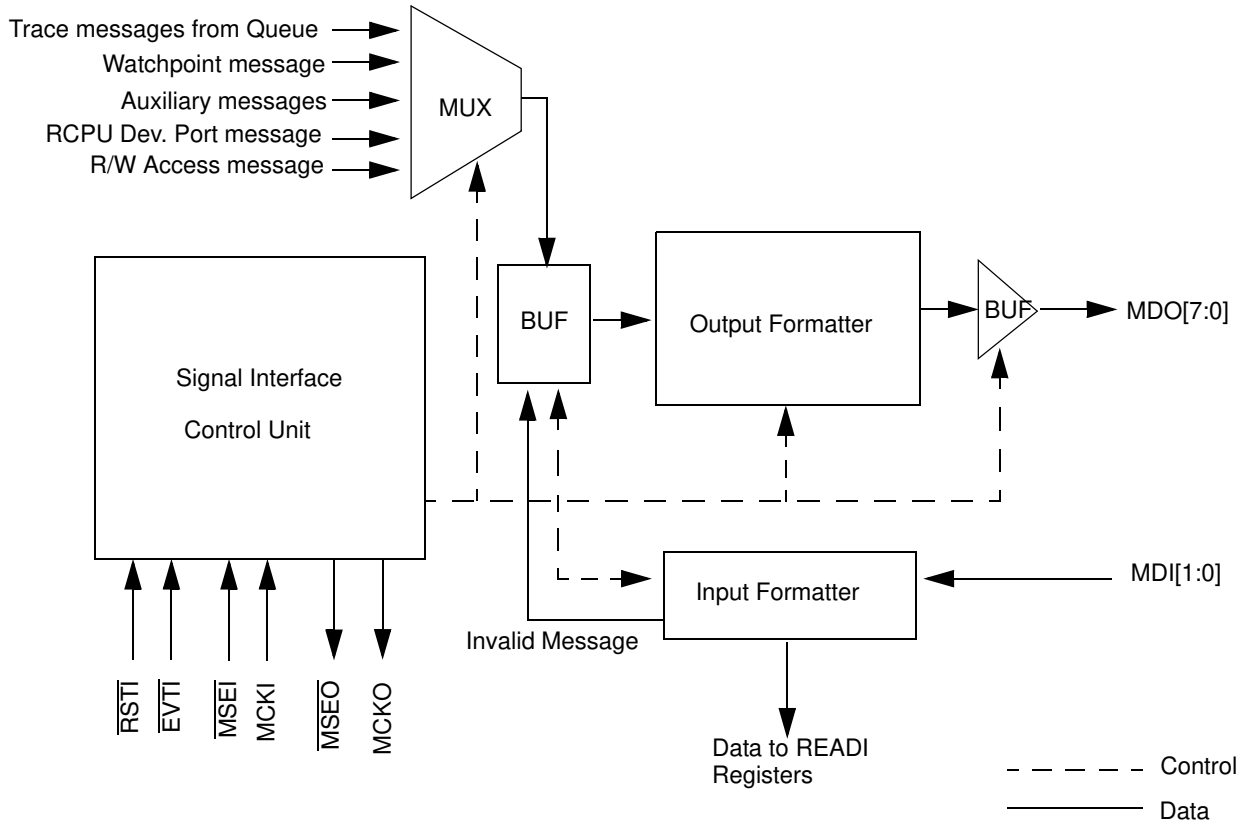 Trace messages from Queue
Watchpoint message
Auxiliary messages
RCPU Dev. Port message
R/W Access message
MUX
BUF
Output Formatter
BUF
MDO[7:0]
Signal Interface
Control Unit
Input Formatter
MDI[1:0]
Invalid Message
RSTI
EVTI
MSEI
MCKI
MSEO
MCKO
Data to READI
Registers
Control
Data